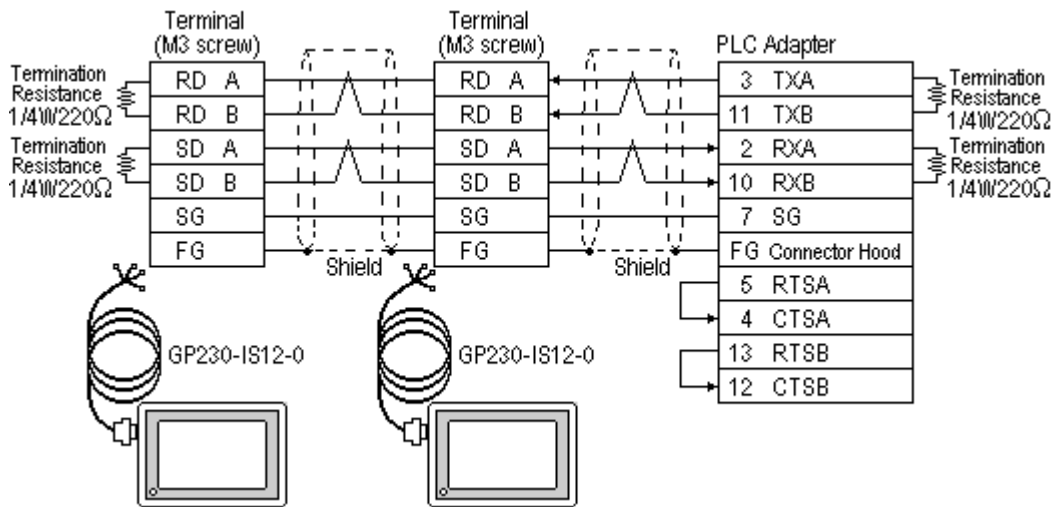 Terminal
(M3 screw)
Terminal
(M3 screw)
PLC Adapter
Termination
Resistance
1/4W220Ω
Termination
Resistance
1/4W220Ω
RD A
RD B
SD A
SD B
SG
FG
Shield
RD A
RD B
SD A
SD B
SG
FG
Shield
3 TXA
11 TXB
2 RXA
10 RXB
7 SG
FG Connector Hood
5 RTSA
4 CTSA
13 RTSB
12 CTSB
Termination
Resistance
1/4W220Ω
Termination
Resistance
1/4W220Ω
GP230-IS12-0
GP230-IS12-0